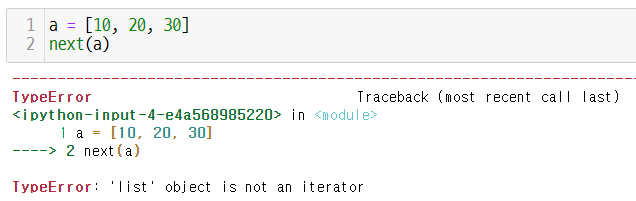 1 a = [10, 20, 30]
2 next(a)
---------------------------------------------------------------------------
TypeError Traceback (most recent call last)
<ipython-input-4-e4a568985220> in <module>
1 a = [10, 20, 30]
----> 2 next(a)
TypeError: 'list' object is not an iterator